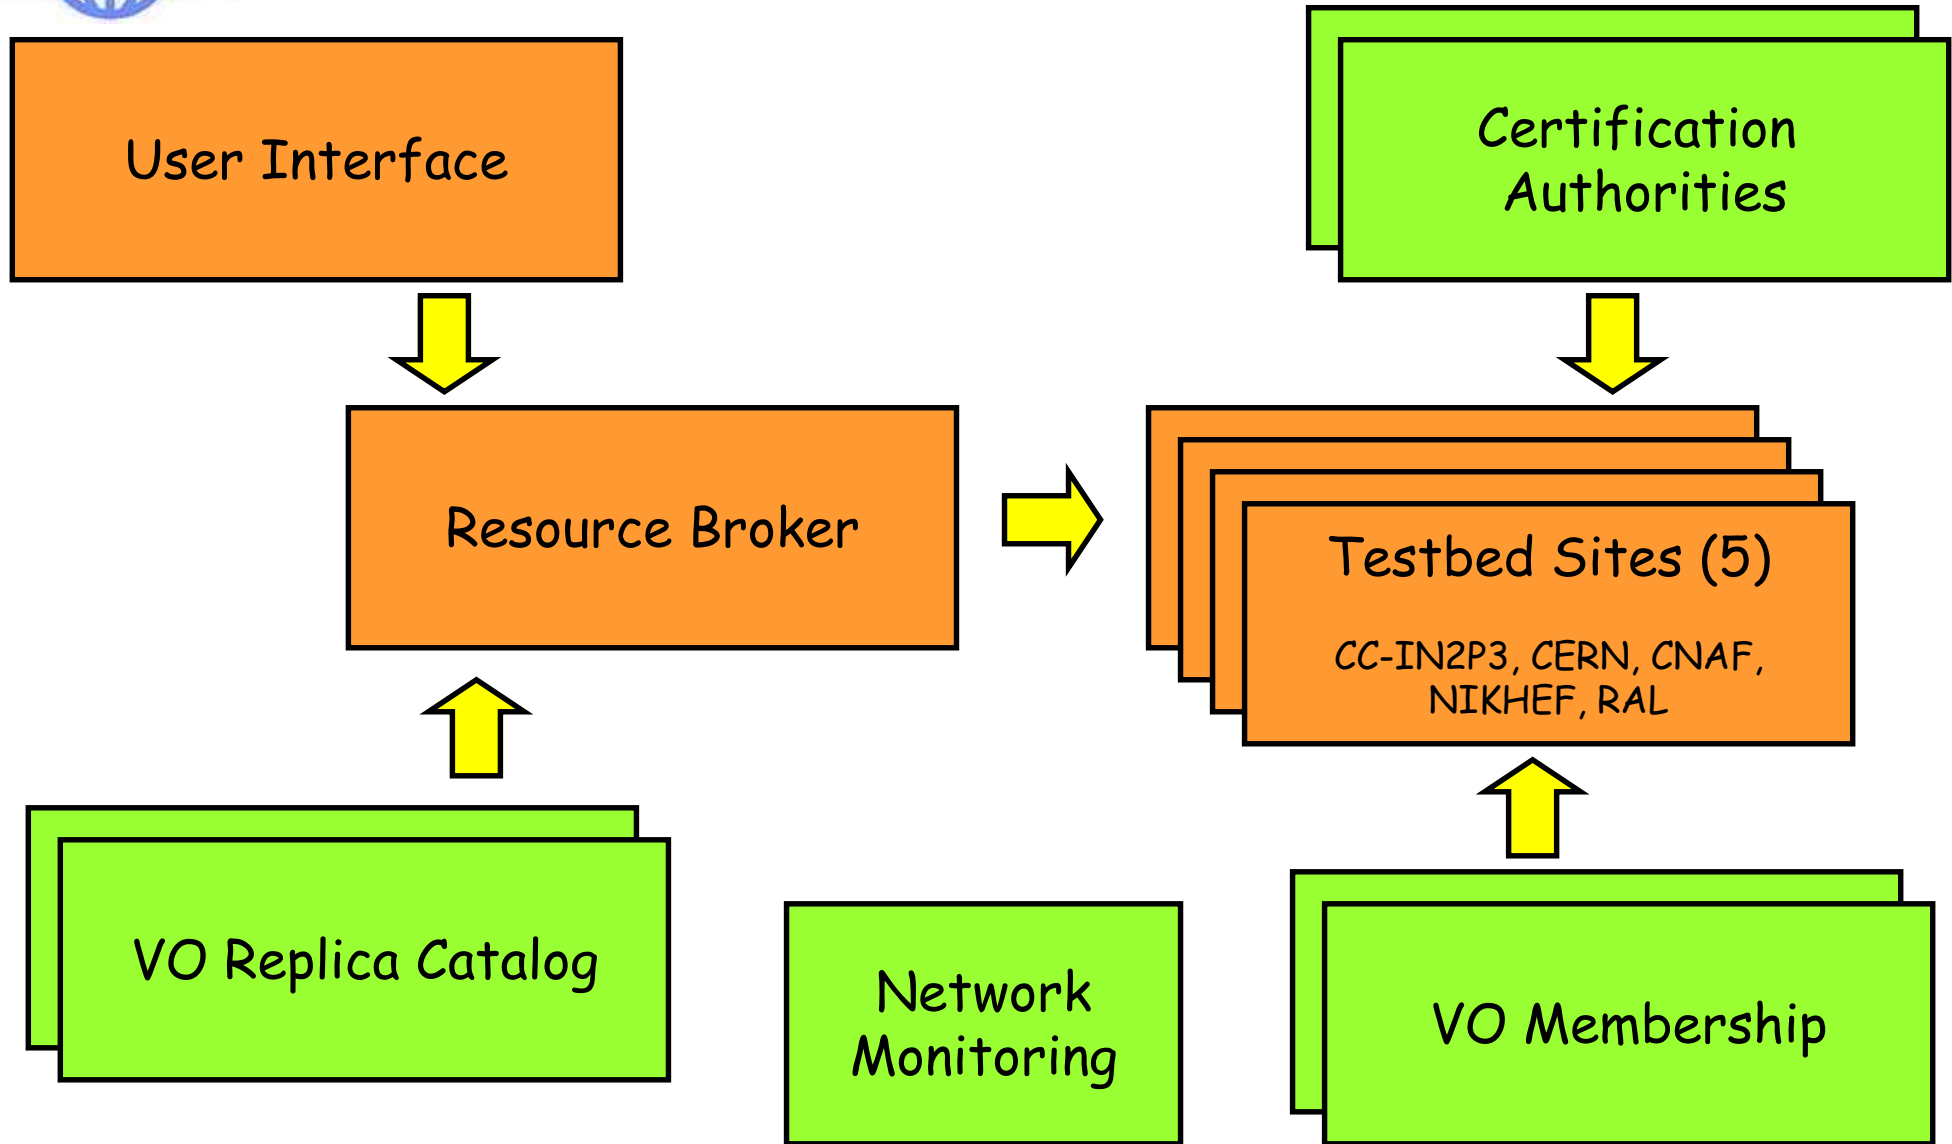 User Interface
Certification
Authorities
Resource Broker
Testbed Sites (5)
CC-IN2P3, CERN, CNAF,
NIKHEF, RAL
VO Replica Catalog
Network
Monitoring
VO Membership